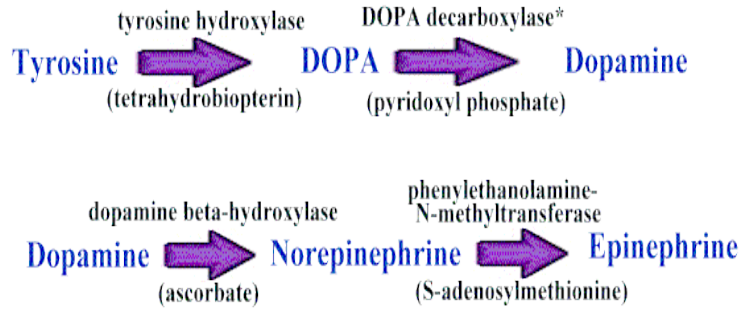 tyrosine hydroxylase DOPA decarboxylase*
Tyrosine DOPA Dopamine
(tetrahydrobiopterin) (pyridoxyl phosphate)
phenylethanolamine-
dopamine beta-hydroxylase N-methyltransferase
Dopamine Norepinephrine Epinephrine
(ascorbate) (S-adenosylmethionine)